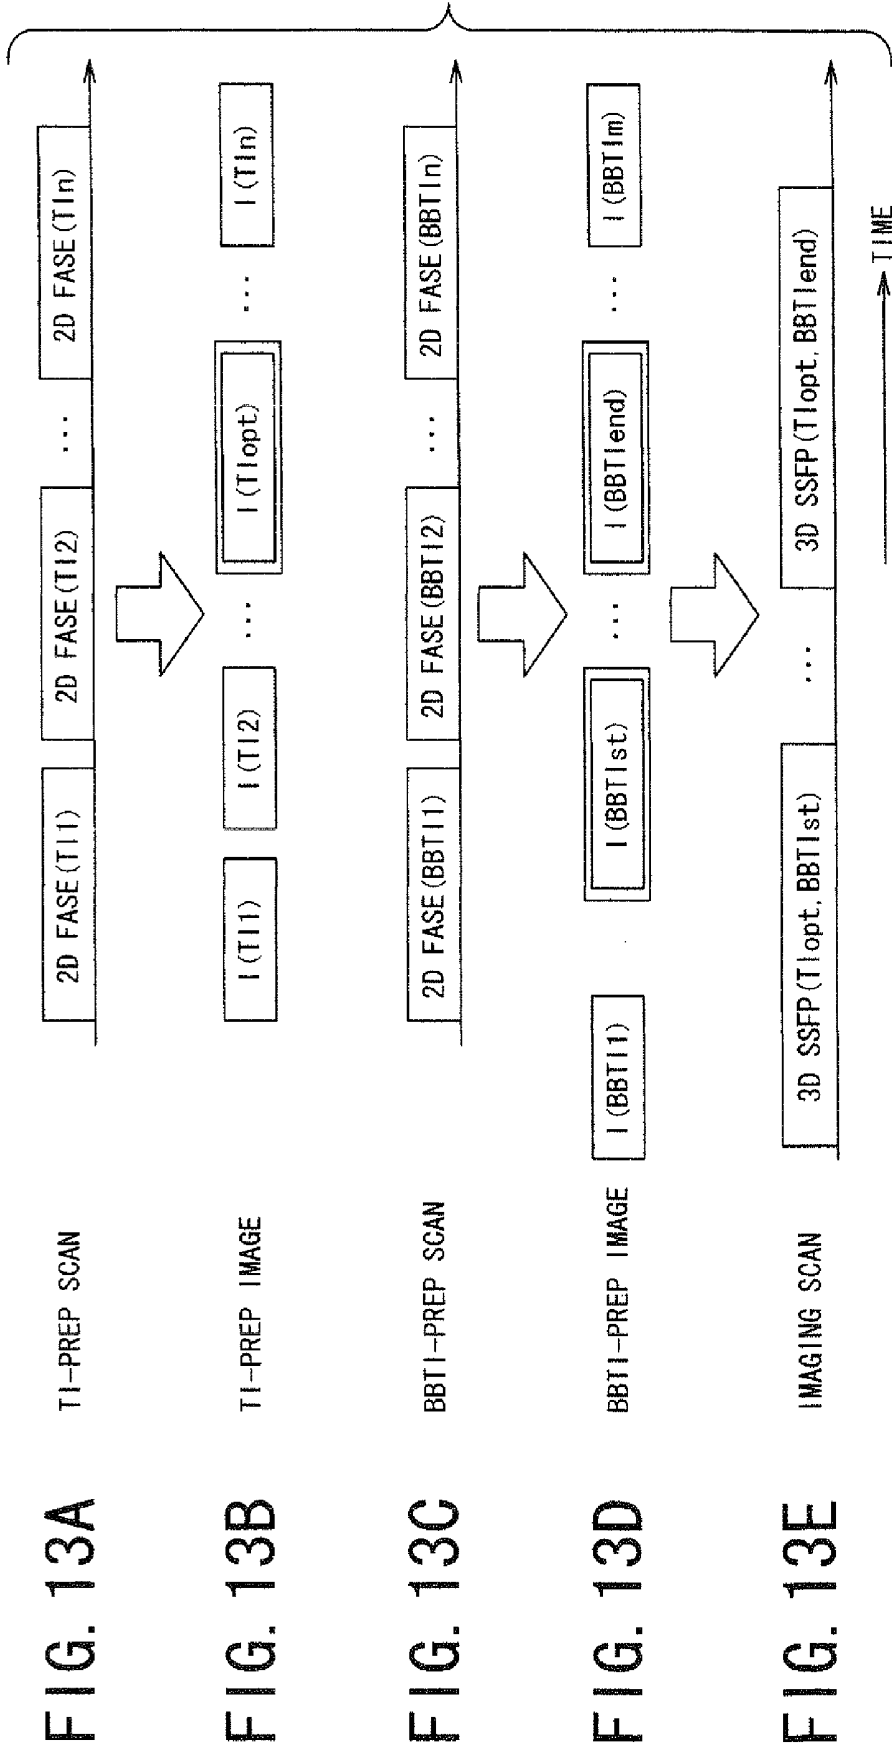 FIG. 13A
TI-PREP SCAN
2D FASE(TI1)
2D FASE(TI2)
...
2D FASE(TIn)
FIG. 13B
TI-PREP IMAGE
I(TI1)
I(TI2)
...
I(TIopt)
...
I(TIn)
FIG. 13C
BBTI-PREP SCAN
2D FASE(BBTI1)
2D FASE(BBTI2)
...
2D FASE(BBTIn)
FIG. 13D
BBTI-PREP IMAGE
I(BBTI1)
I(BBTIst)
...
I(BBTIend)
...
I(BBTIm)
FIG. 13E
IMAGING SCAN
3D SSFP(TIopt, BBTIst)
...
3D SSFP(TIopt, BBTIend)
TIME